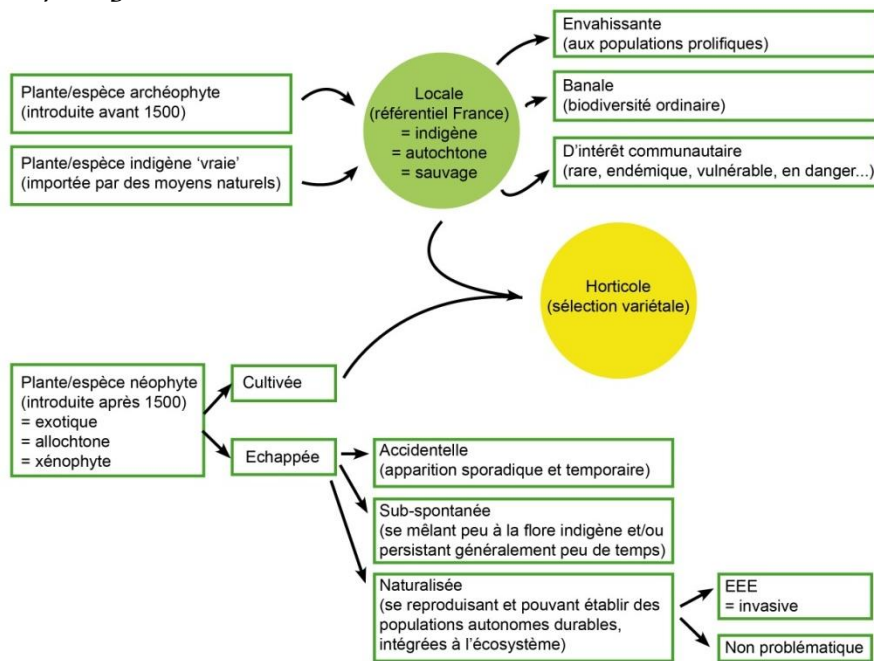 Envahissante
(aux populations prolifiques)
Plante/espèce archéophyte
(introduite avant 1500)
Locale
(référentiel France)
= indigène
= autochtone
= sauvage
Banale
(biodiversité ordinaire)
Plante/espèce indigène 'vraie'
(importée par des moyens naturels)
D'intérêt communautaire
(rare, endémique, vulnérable, en danger...)
Horticole
(sélection variétale)
Plante/espèce néophyte
(introduite après 1500)
= exotique
= allochtone
= xénophyte
Cultivée
Echappée
Accidentelle
(apparition sporadique et temporaire)
Sub-spontanée
(se mêlant peu à la flore indigène et/ou
persistant généralement peu de temps)
Naturalisée
(se reproduisant et pouvant établir des
populations autonomes durables,
intégrées à l'écosystème)
EEE
= invasive
Non problématique